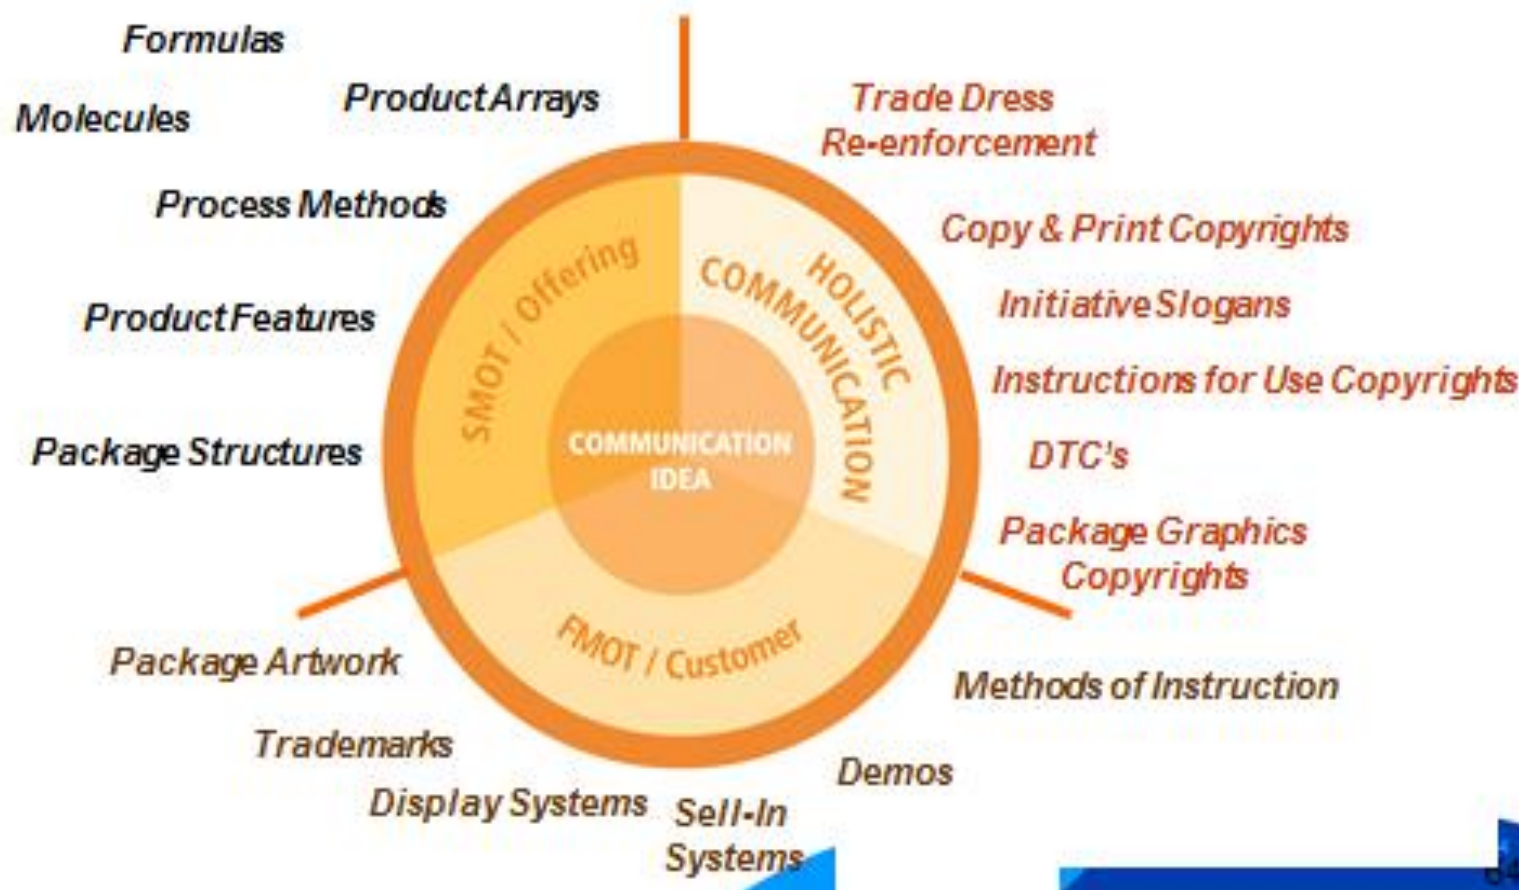 Formulas
Molecules
Product Arrays
Process Methods
Product Features
Package Structures
Trade Dress
Re-enforcement
Copy & Print Copyrights
Initiative Slogans
Instructions for Use Copyrights
DTC's
Package Graphics
Copyrights
SMOT / Offering
HOLISTIC
COMMUNICATION
COMMUNICATION
IDEA
FMOT / Customer
Package Artwork
Trademarks
Display Systems
Sell-In
Systems
Demos
Methods of Instruction